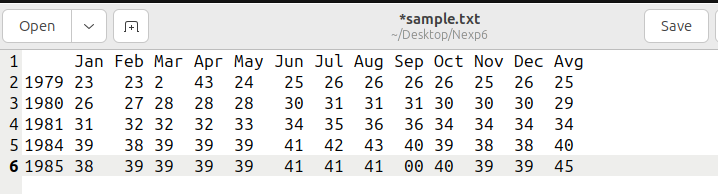 Open
*sample.txt
~/Desktop/Nexp6
Save
1 Jan Feb Mar Apr May Jun Jul Aug Sep Oct Nov Dec Avg
2 1979 23 23 2 43 24 25 26 26 26 26 25 26 25
3 1980 26 27 28 28 28 30 31 31 31 30 30 30 29
4 1981 31 32 32 32 33 34 35 36 36 34 34 34 34
5 1984 39 38 39 39 39 41 42 43 40 39 38 38 40
6 1985 38 39 39 39 39 41 41 41 00 40 39 39 45